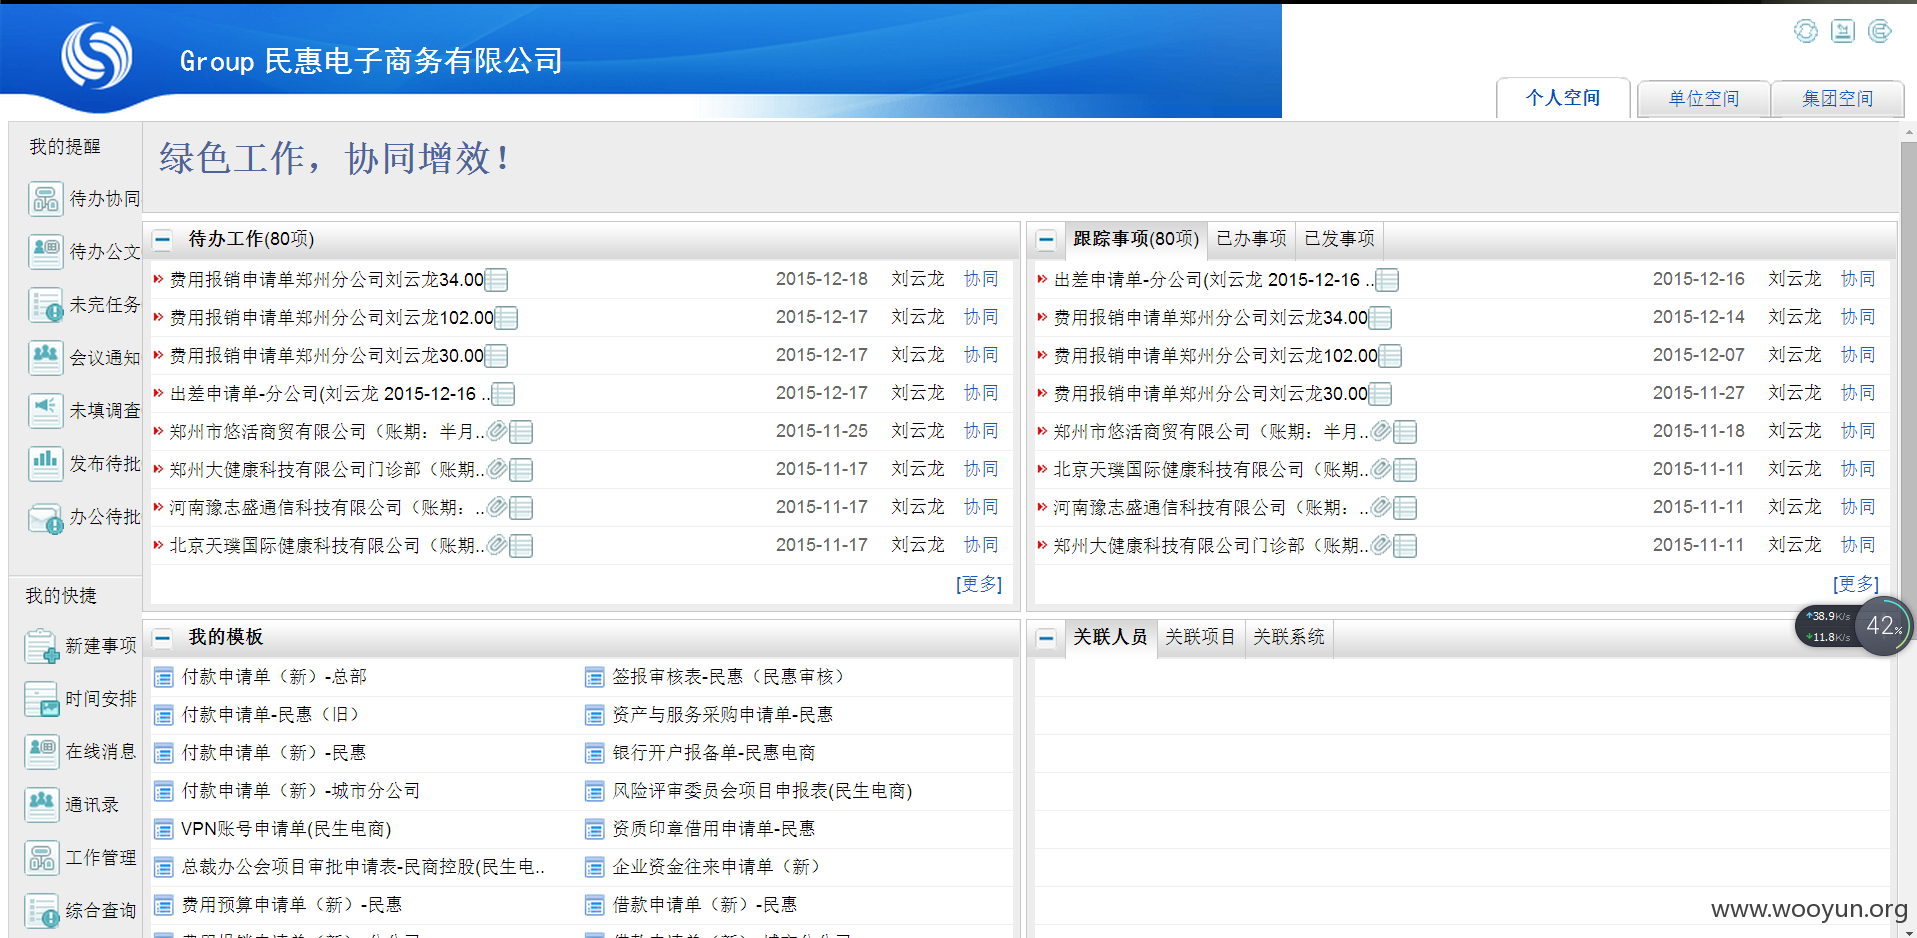 Group 民惠电子商务有限公司
个人空间 单位空间 集团空间
我的提醒
待办协同
待办公文
未完任务
会议通知
未填调查
发布待批
办公待批
我的快捷
新建事项
时间安排
在线消息
通讯录
工作管理
综合查询
绿色工作，协同增效！
待办工作(80项)
费用报销申请单郑州分公司刘云龙34.00 2015-12-18 刘云龙 协同
费用报销申请单郑州分公司刘云龙102.00 2015-12-17 刘云龙 协同
费用报销申请单郑州分公司刘云龙30.00 2015-12-17 刘云龙 协同
出差申请单-分公司(刘云龙 2015-12-16 .. 2015-12-17 刘云龙 协同
郑州市悠活商贸有限公司（账期：半月.. 2015-11-25 刘云龙 协同
郑州大健康科技有限公司门诊部（账期.. 2015-11-17 刘云龙 协同
河南豫志盛通信科技有限公司（账期：.. 2015-11-17 刘云龙 协同
北京天璞国际健康科技有限公司（账期.. 2015-11-17 刘云龙 协同
[更多]
跟踪事项(80项) 已办事项 已发事项
出差申请单-分公司(刘云龙 2015-12-16 .. 2015-12-16 刘云龙 协同
费用报销申请单郑州分公司刘云龙34.00 2015-12-14 刘云龙 协同
费用报销申请单郑州分公司刘云龙102.00 2015-12-07 刘云龙 协同
费用报销申请单郑州分公司刘云龙30.00 2015-11-27 刘云龙 协同
郑州市悠活商贸有限公司（账期：半月.. 2015-11-18 刘云龙 协同
北京天璞国际健康科技有限公司（账期.. 2015-11-11 刘云龙 协同
河南豫志盛通信科技有限公司（账期：.. 2015-11-11 刘云龙 协同
郑州大健康科技有限公司门诊部（账期.. 2015-11-11 刘云龙 协同
[更多]
38.9K/s
11.8K/s
42%
我的模板
付款申请单（新）-总部 签报审核表-民惠（民惠审核）
付款申请单-民惠（旧） 资产与服务采购申请单-民惠
付款申请单（新）-民惠 银行开户报备单-民惠电商
付款申请单（新）-城市分公司 风险评审委员会项目申报表(民生电商)
VPN账号申请单(民生电商) 资质印章借用申请单-民惠
总裁办公会项目审批申请表-民商控股(民生电.. 企业资金往来申请单（新）
费用预算申请单（新）-民惠 借款申请单（新）-民惠
关联人员 关联项目 关联系统
www.wooyun.org